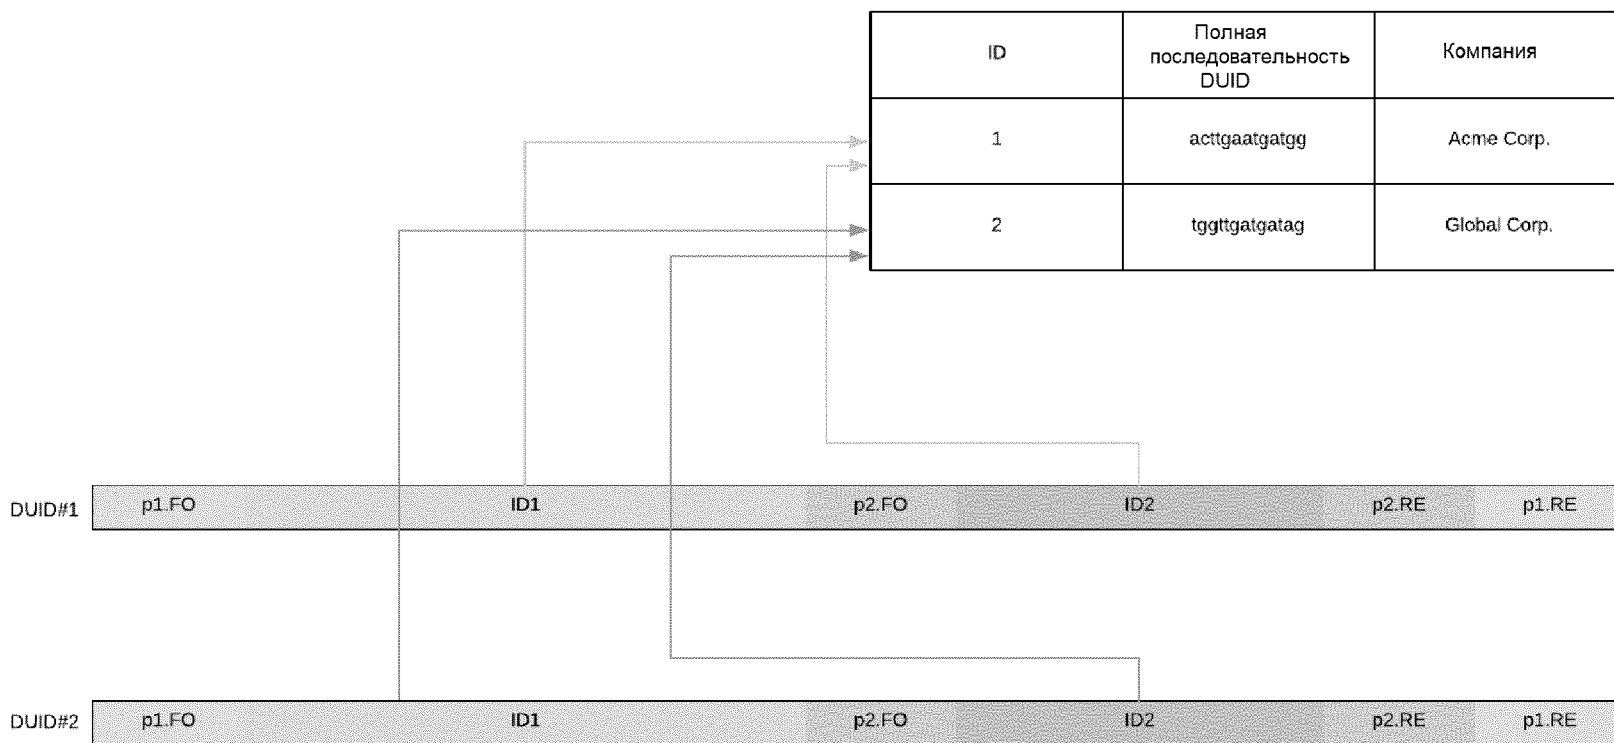 ID
Полная
последовательность
DUID
Компания
1
acttgaatgatgg
Acme Corp.
2
tggttgatgatag
Global Corp.
DUID#1
p1.FO
ID1
p2.FO
ID2
p2.RE
p1.RE
DUID#2
p1.FO
ID1
p2.FO
ID2
p2.RE
p1.RE